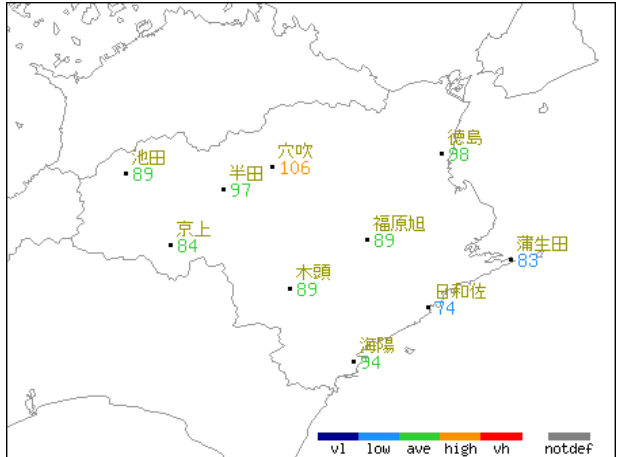 徳島
98
池田
89
穴吹
106
半田
97
京上
84
福原旭
89
蒲生田
83
木頭
89
日和佐
74
海陽
94
vl low ave high vh notdef